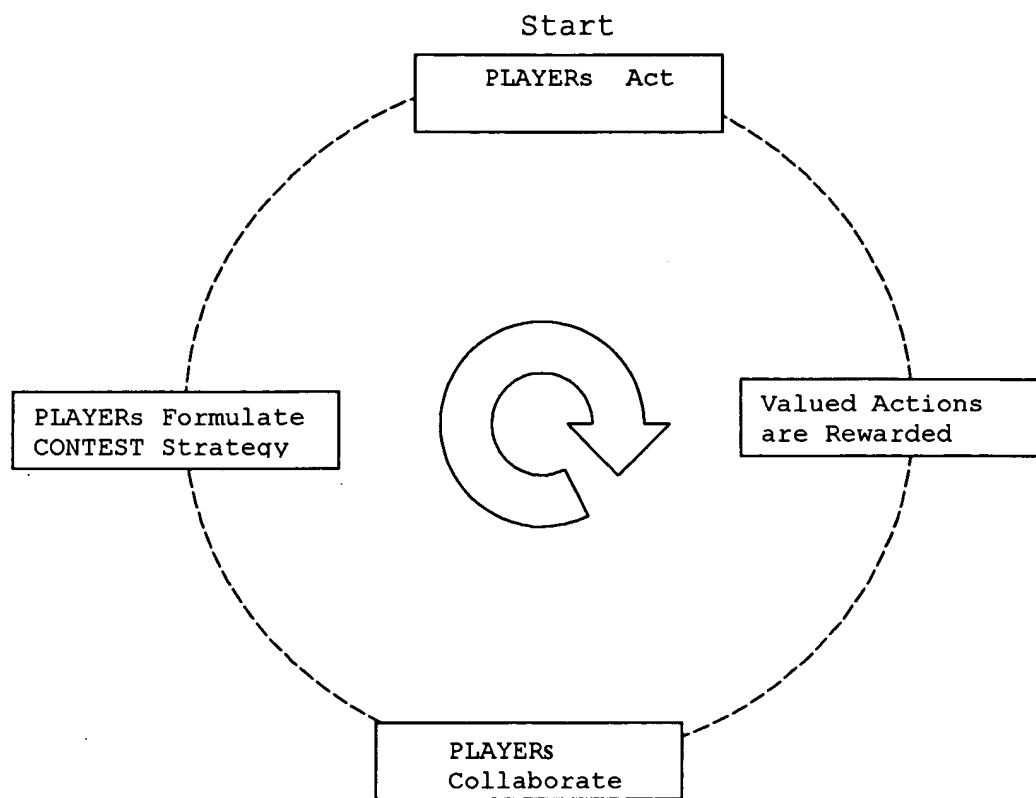 Start
PLAYERs Act
PLAYERs Formulate
CONTEST Strategy
Valued Actions
are Rewarded
PLAYERs
Collaborate